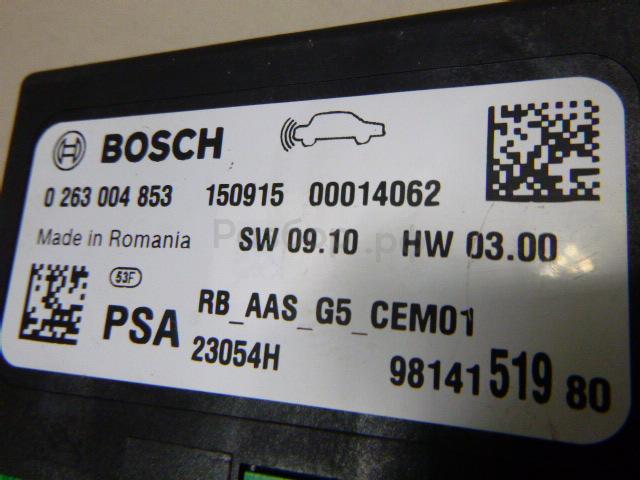 BOSCH
0 263 004 853 150915 00014062
Made in Romania SW 09.10 HW 03.00
53F
PSA RB_AAS_G5_CEM01
23054H 98141 519 80